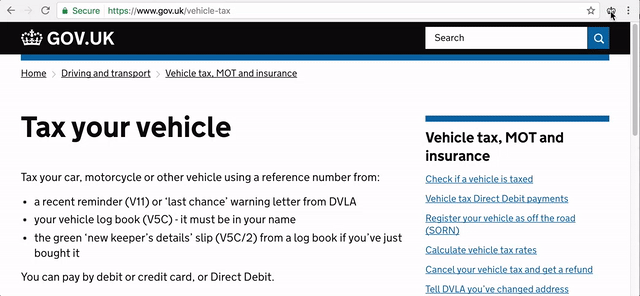 Secure https://www.gov.uk/vehicle-tax
GOV.UK
Search
Home Driving and transport Vehicle tax, MOT and insurance
Tax your vehicle
Tax your car, motorcycle or other vehicle using a reference number from:
• a recent reminder (V11) or ‘last chance’ warning letter from DVLA
• your vehicle log book (V5C) - it must be in your name
• the green ‘new keeper’s details’ slip (V5C/2) from a log book if you’ve just
bought it
You can pay by debit or credit card, or Direct Debit.
Vehicle tax, MOT and
insurance
Check if a vehicle is taxed
Vehicle tax Direct Debit payments
Register your vehicle as off the road
(SORN)
Calculate vehicle tax rates
Cancel your vehicle tax and get a refund
Tell DVLA you’ve changed address